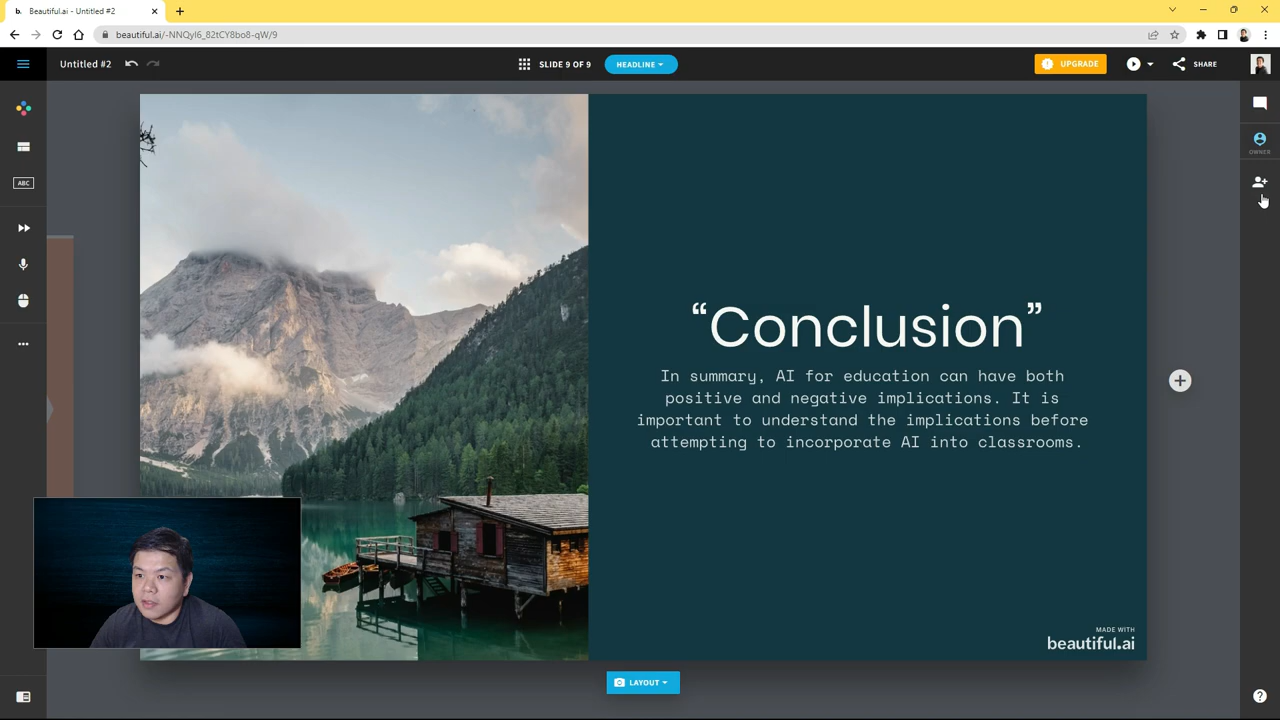 b. Beautiful.ai - Untitled #2
beautiful.ai/-NNQyl6_82tCY8bo8-qW/9
Untitled #2
SLIDE 9 OF 9
HEADLINE
UPGRADE
SHARE
ABC
OWNER
“Conclusion”
In summary, AI for education can have both
positive and negative implications. It is
important to understand the implications before
attempting to incorporate AI into classrooms.
MADE WITH
beautiful.ai
LAYOUT